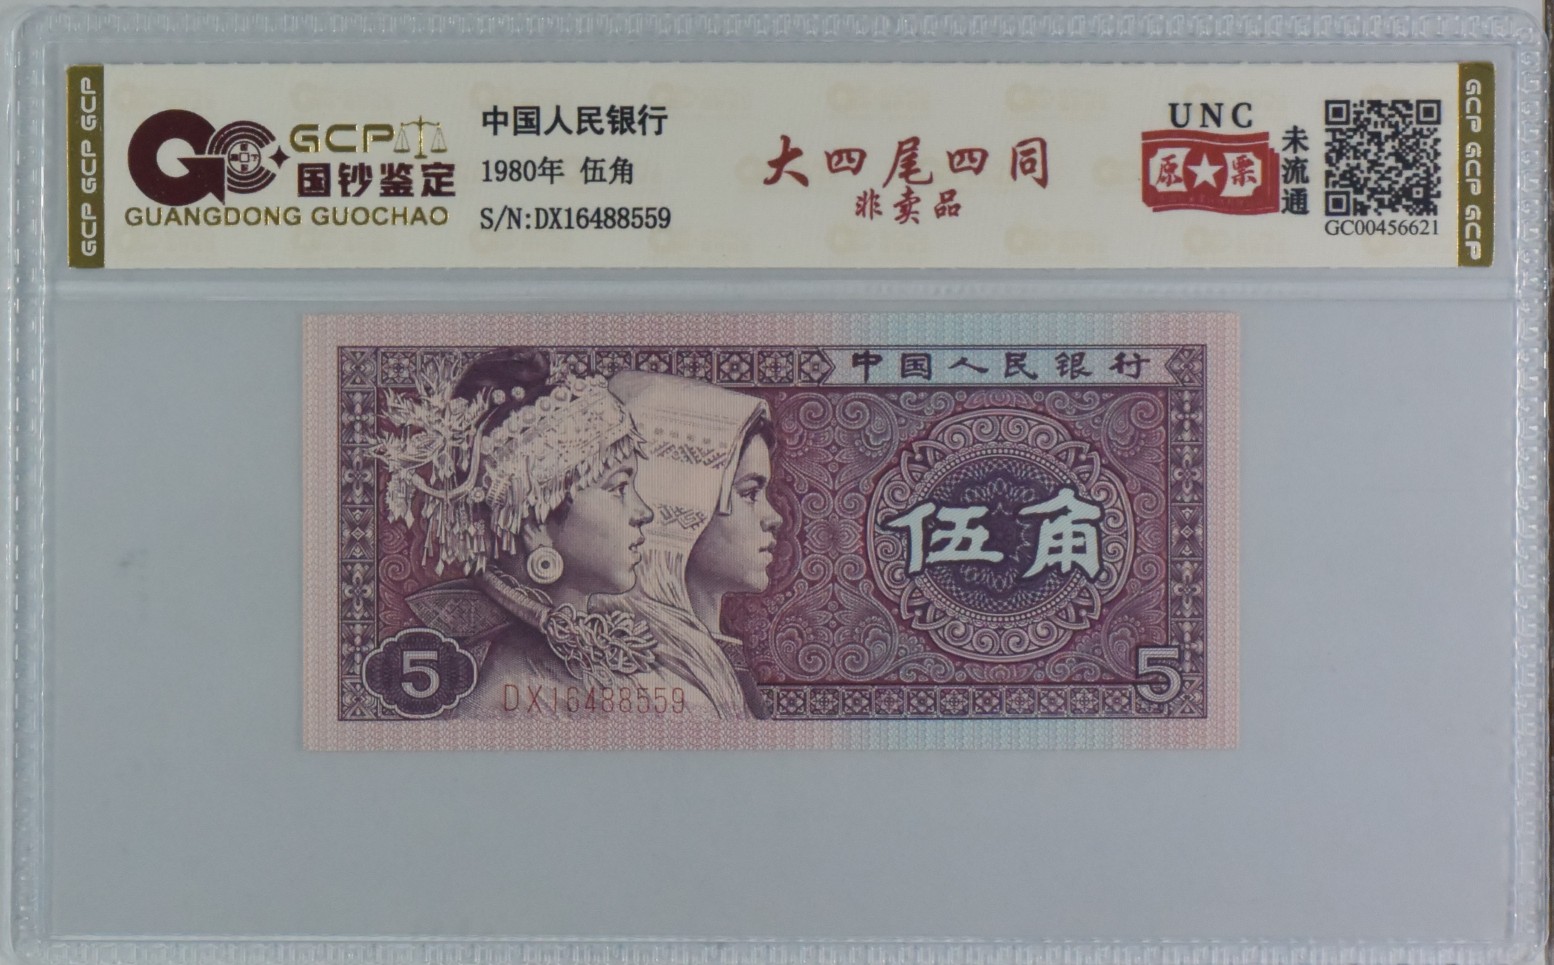 GCP GCP GCP
GCP
国钞鉴定
GUANGDONG GUOCHAO
中国人民银行
1980年 伍角
S/N:DX16488559
大四尾四同
非卖品
UNC
原★票
未流通
GC00456621
GCP GCP GCP
中国人民银行
伍角
5
DX16488559
5